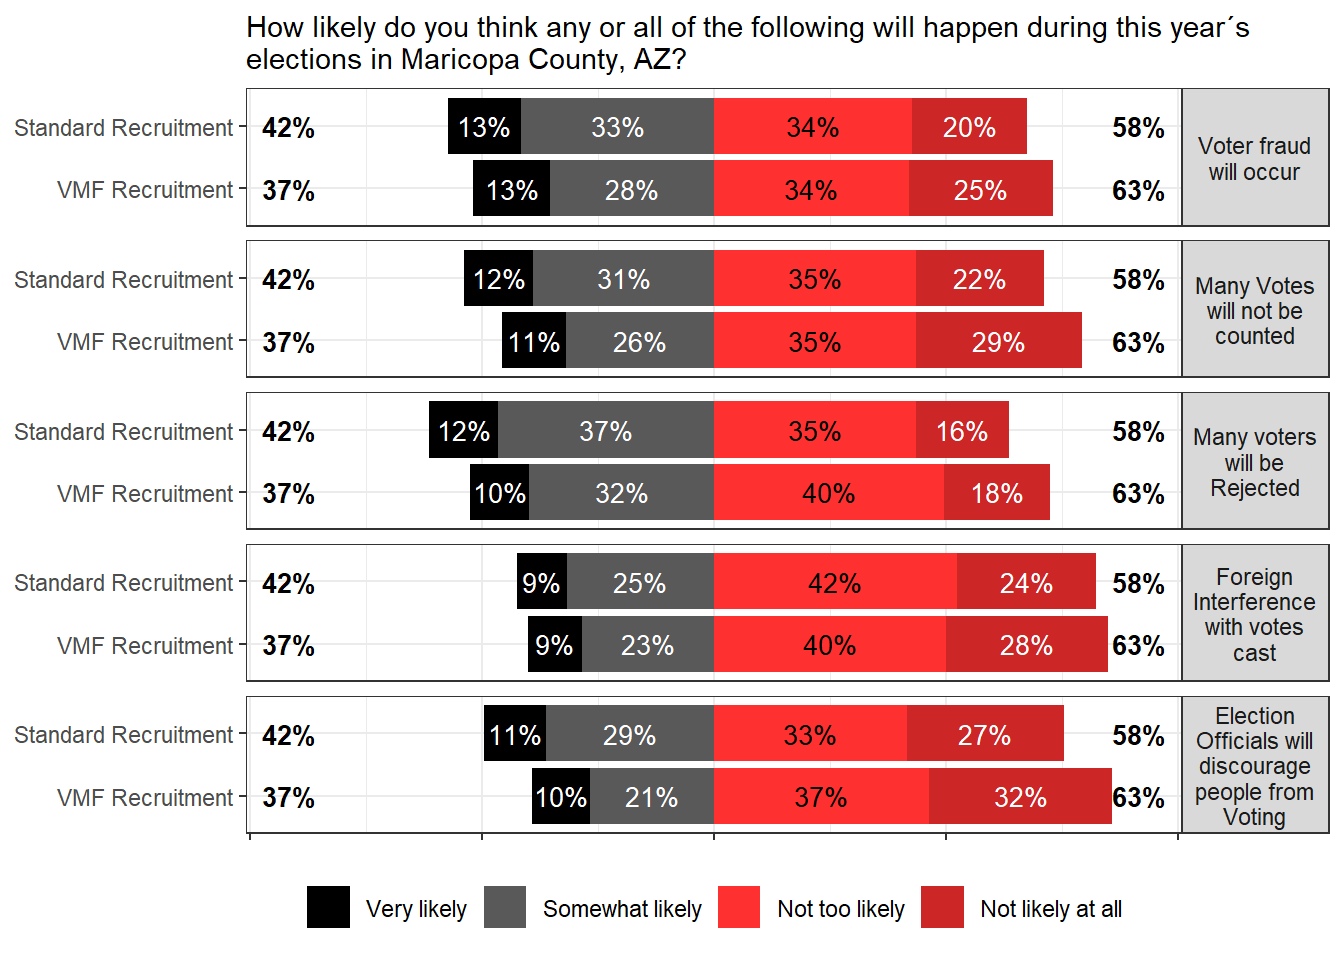 How likely do you think any or all of the following will happen during this year´s
elections in Maricopa County, AZ?
Standard Recruitment 42% 13% 33% 34% 20% 58%
VMF Recruitment 37% 13% 28% 34% 25% 63%
Voter fraud
will occur
Standard Recruitment 42% 12% 31% 35% 22% 58%
VMF Recruitment 37% 11% 26% 35% 29% 63%
Many Votes
will not be
counted
Standard Recruitment 42% 12% 37% 35% 16% 58%
VMF Recruitment 37% 10% 32% 40% 18% 63%
Many voters
will be
Rejected
Standard Recruitment 42% 9% 25% 42% 24% 58%
VMF Recruitment 37% 9% 23% 40% 28% 63%
Foreign
Interference
with votes
cast
Standard Recruitment 42% 11% 29% 33% 27% 58%
VMF Recruitment 37% 10% 21% 37% 32% 63%
Election
Officials will
discourage
people from
Voting
Very likely Somewhat likely Not too likely Not likely at all